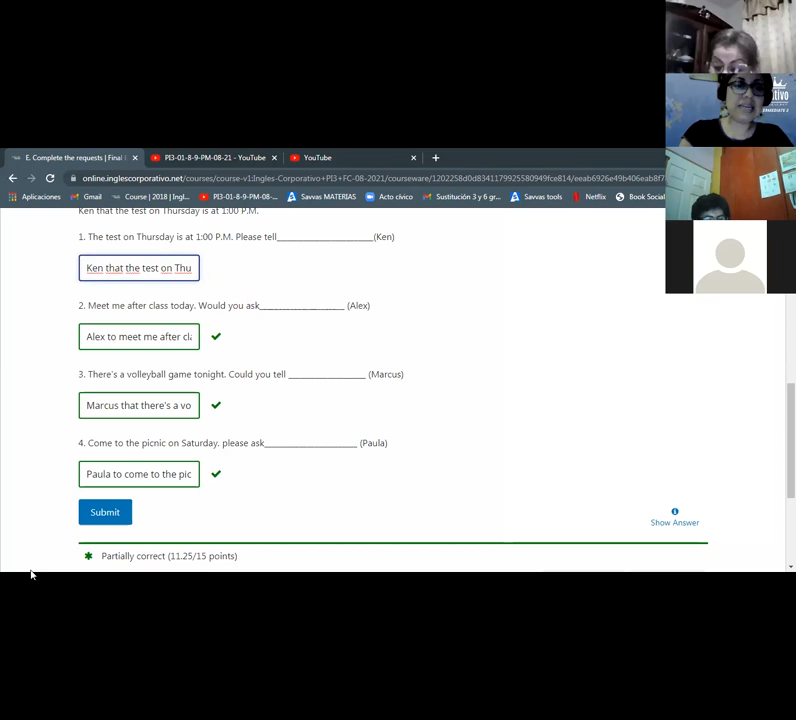 E. Complete the requests | Final E
PI3-01-8-9-PM-08-21 - YouTube
YouTube
online.inglescorporativo.net/courses/course-v1:Ingles-Corporativo+PI3+FC-08-2021/courseware/1202258d0d8341179925580949fce814/eeab6926e49b406eab8f7
Aplicaciones
Gmail
Course | 2018 | Ingl...
PI3-01-8-9-PM-08-...
Savvas MATERIAS
Acto cívico
Sustitución 3 y 6 gr...
Savvas tools
Netflix
Book Social
Ken that the test on Thursday is at 1:00 P.M.
1. The test on Thursday is at 1:00 P.M. Please tell____________________(Ken)
Ken that the test on Thu
2. Meet me after class today. Would you ask__________________ (Alex)
Alex to meet me after cla
3. There's a volleyball game tonight. Could you tell ________________ (Marcus)
Marcus that there's a vo
4. Come to the picnic on Saturday. please ask____________________ (Paula)
Paula to come to the pic
Submit
Show Answer
Partially correct (11.25/15 points)